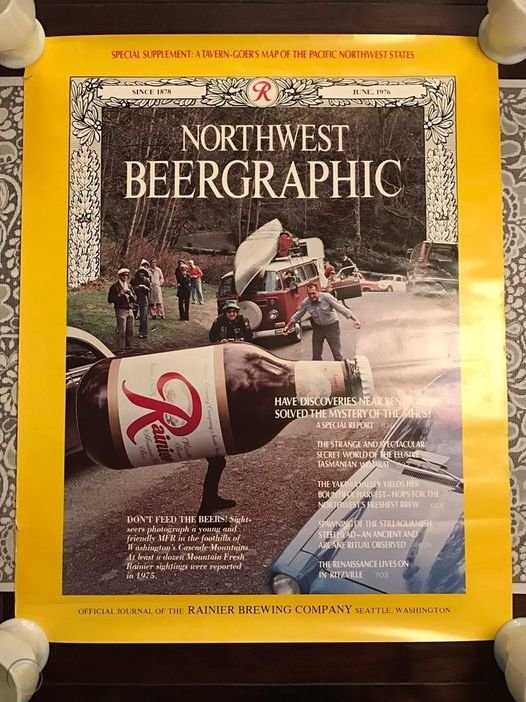 SPECIAL SUPPLEMENT: A TAVERN-GOER'S MAP OF THE PACIFIC NORTHWEST STATES
SINCE 1878
R
JUNE, 1976
NORTHWEST
BEERGRAPHIC
Rainier
HAVE DISCOVERIES NEAR
SOLVED THE MYSTERY OF THE MFR'S?
A SPECIAL REPORT
THE STRANGE AND SPECTACULAR
SECRET WORLD OF THE ELUSIVE
TASMANIAN WOMBAT
THE YAKIMA VALLEY YIELDS HER
BOUNTIFUL HARVEST–HOPS FOR THE
NORTHWEST'S FRESHEST BREW
SPAWNING OF THE STILLAGUAMISH
STEELHEAD–AN ANCIENT AND
ARCANE RITUAL OBSERVED
THE RENAISSANCE LIVES ON
IN RITZVILLE 703
DON'T FEED THE BEERS! Sight-
seers photograph a young and
friendly MFR in the foothills of
Washington's Cascade Mountains.
At least a dozen Mountain Fresh
Rainier sightings were reported
in 1975.
OFFICIAL JOURNAL OF THE RAINIER BREWING COMPANY SEATTLE, WASHINGTON